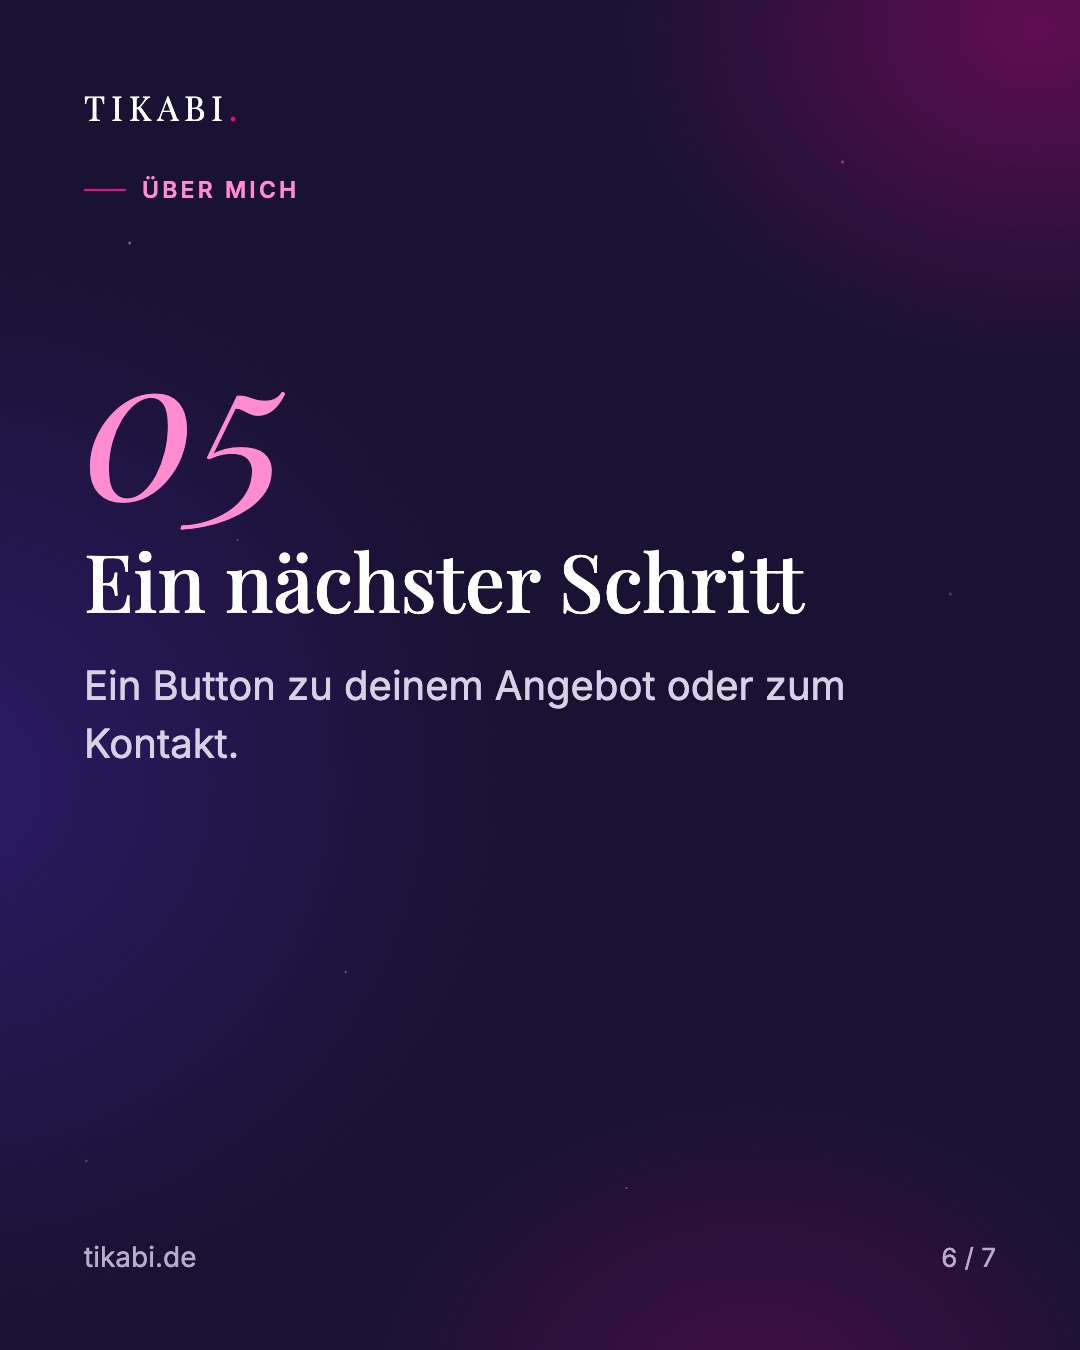 TIKABI.
ÜBER MICH
05
Ein nächster Schritt
Ein Button zu deinem Angebot oder zum
Kontakt.
tikabi.de
6 / 7